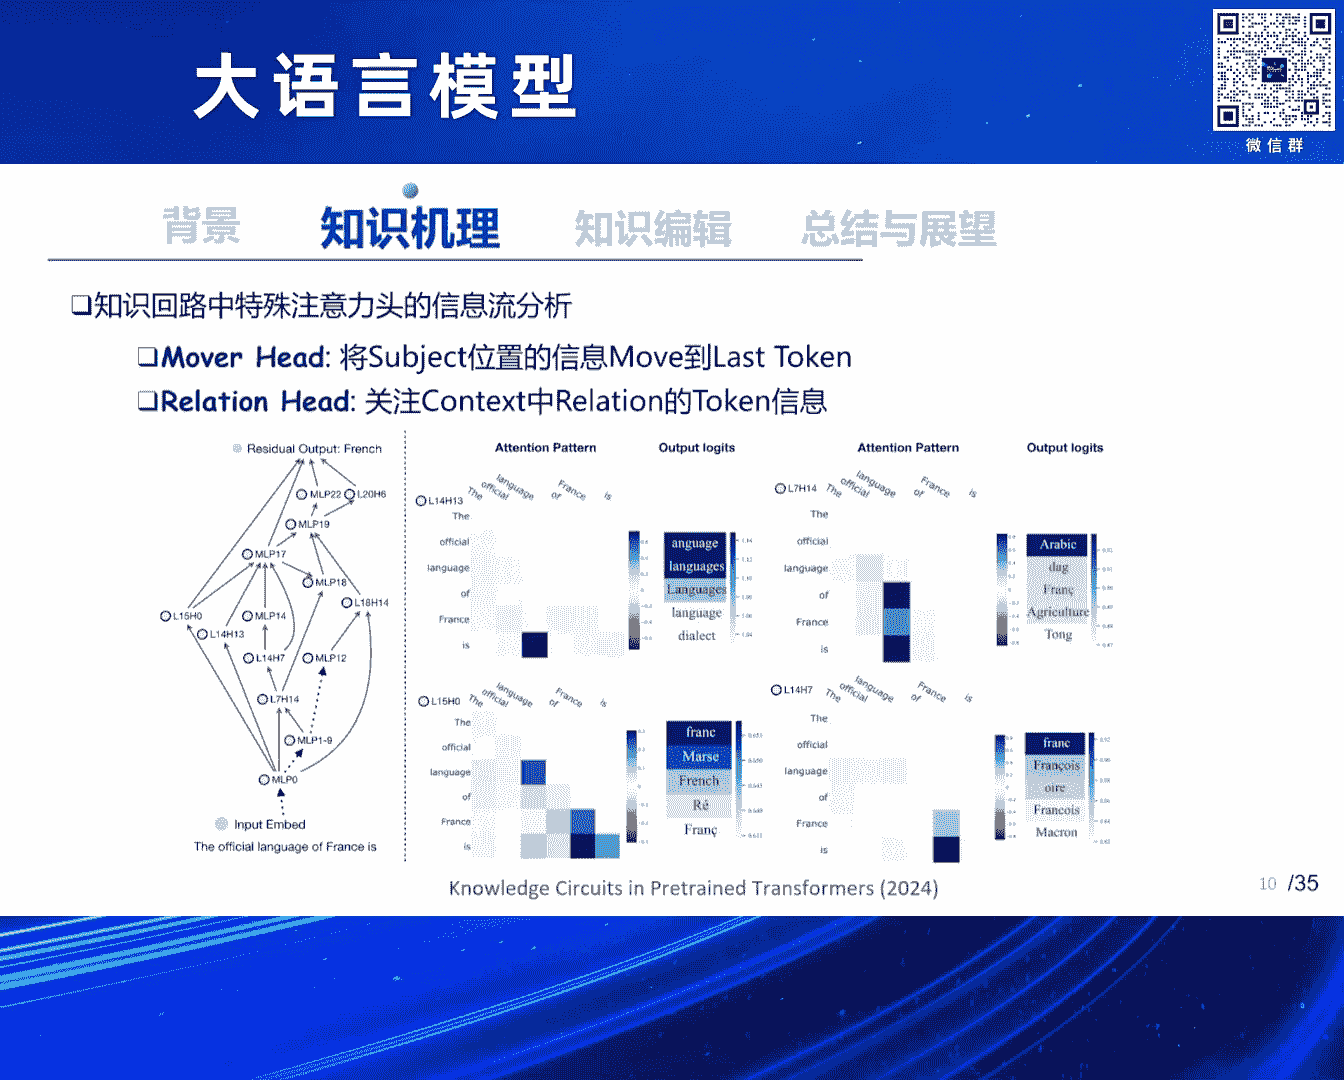 大语言模型
微信群
背景 知识机理 知识编辑 总结与展望
❑知识回路中特殊注意力头的信息流分析
❑Mover Head: 将Subject位置的信息Move到Last Token
❑Relation Head: 关注Context中Relation的Token信息
Residual Output: French
MLP22 L20H6
MLP19
MLP17
MLP18
L18H14
L15H0 MLP14
L14H13
L14H7 MLP12
L7H14
MLP1-9
MLP0
Input Embed
The official language of France is
Attention Pattern Output logits
L14H13
The official language of France is
The
official
language
of
France
is
anguage
languages
Languages
language
dialect
Attention Pattern Output logits
L7H14
The official language of France is
The
official
language
of
France
is
Arabic
dag
Franç
Agriculture
Tong
L15H0
The official language of France is
The
official
language
of
France
is
franc
Marse
French
Ré
Franç
L14H7
The official language of France is
The
official
language
of
France
is
franc
François
oire
Francois
Macron
Knowledge Circuits in Pretrained Transformers (2024)
10 /35